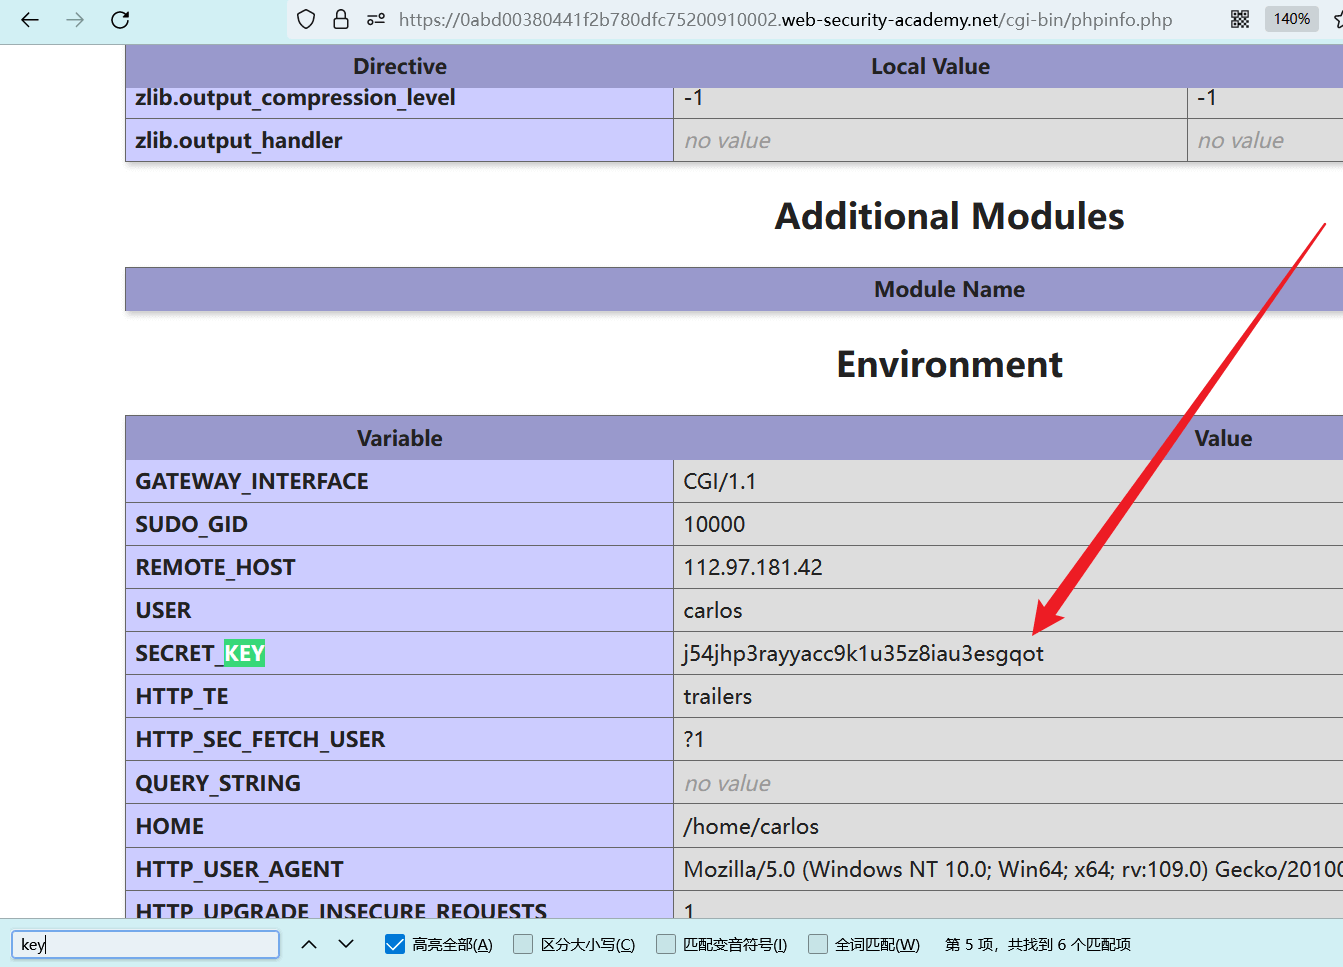 https://0abd00380441f2b780dfc75200910002.web-security-academy.net/cgi-bin/phpinfo.php 140%
Directive Local Value
zlib.output_compression_level -1 -1
zlib.output_handler no value no value
Additional Modules
Module Name
Environment
Variable Value
GATEWAY_INTERFACE CGI/1.1
SUDO_GID 10000
REMOTE_HOST 112.97.181.42
USER carlos
SECRET_KEY j54jhp3rayyacc9k1u35z8iau3esgqot
HTTP_TE trailers
HTTP_SEC_FETCH_USER ?1
QUERY_STRING no value
HOME /home/carlos
HTTP_USER_AGENT Mozilla/5.0 (Windows NT 10.0; Win64; x64; rv:109.0) Gecko/20100
HTTP_UPGRADE_INSECURE_REQUESTS 1
key 高亮全部(A) 区分大小写(C) 匹配变音符号(I) 全词匹配(W) 第 5 项，共找到 6 个匹配项